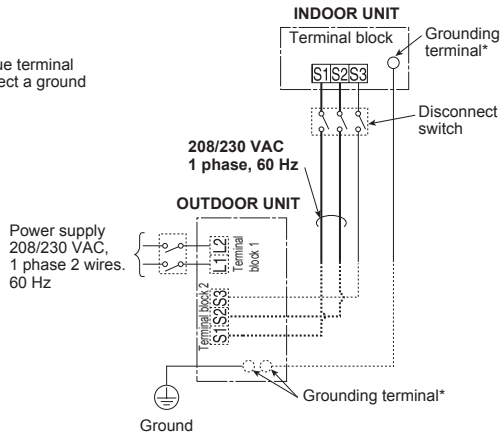 INDOOR UNIT
Terminal block
Grounding
terminal*
ue terminal
ect a ground
S1 S2 S3
Disconnect
switch
208/230 VAC
1 phase, 60 Hz
OUTDOOR UNIT
Power supply
208/230 VAC,
1 phase 2 wires.
60 Hz
L1 L2
Terminal
block 1
Terminal block 2
S1 S2 S3
Grounding terminal*
Ground